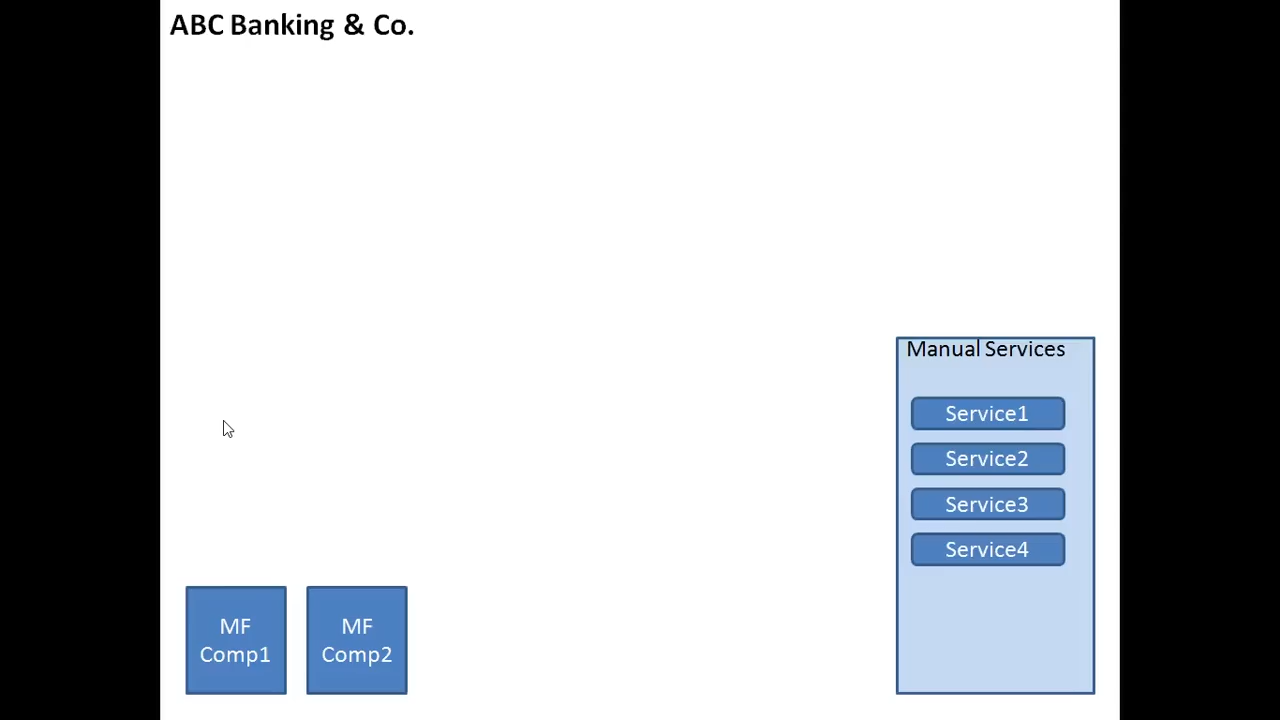 ABC Banking & Co.
Manual Services
Service1
Service2
Service3
Service4
MF
Comp1
MF
Comp2